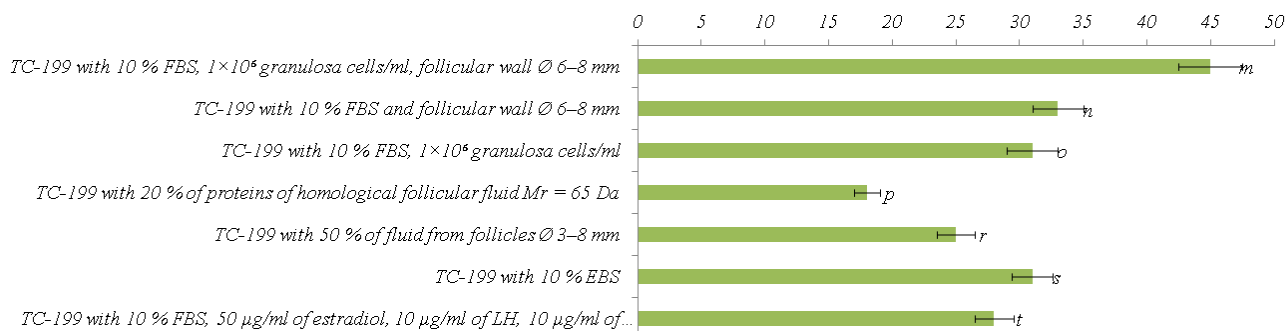 0 5 10 15 20 25 30 35 40 45 50
TC-199 with 10 % FBS, 1×10⁶ granulosa cells/ml, follicular wall Ø 6–8 mm
m
TC-199 with 10 % FBS and follicular wall Ø 6–8 mm
n
TC-199 with 10 % FBS, 1×10⁶ granulosa cells/ml
o
TC-199 with 20 % of proteins of homological follicular fluid Mr = 65 Da
p
TC-199 with 50 % of fluid from follicles Ø 3–8 mm
r
TC-199 with 10 % EBS
s
TC-199 with 10 % FBS, 50 µg/ml of estradiol, 10 µg/ml of LH, 10 µg/ml of...
t